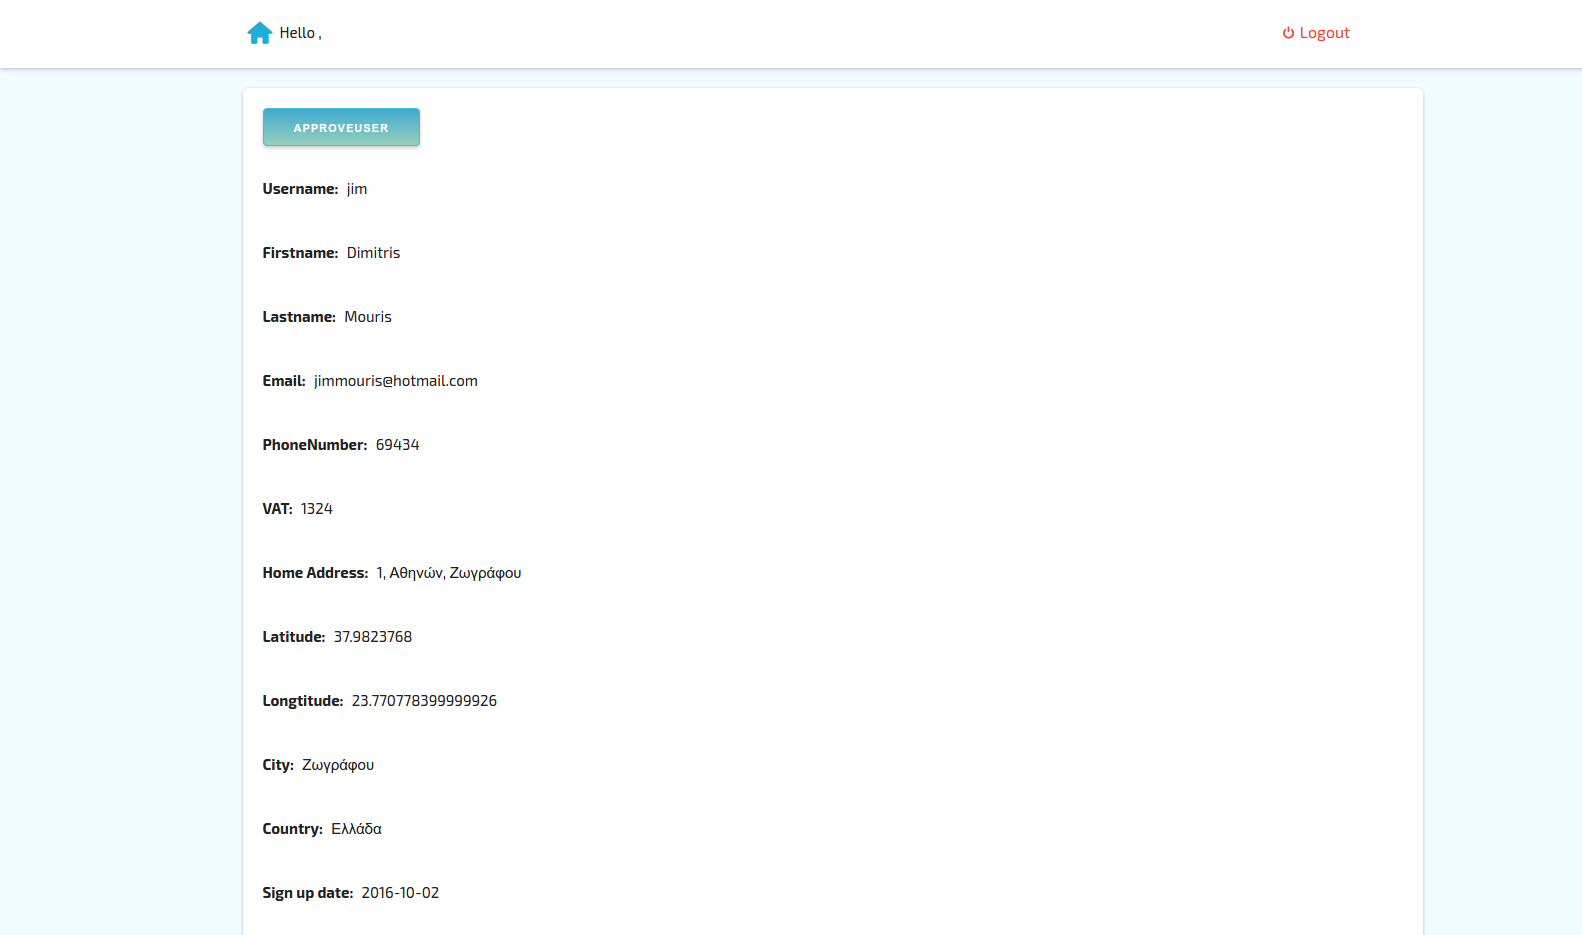 Hello ,
Logout
APPROVEUSER
Username: jim
Firstname: Dimitris
Lastname: Mouris
Email: jimmouris@hotmail.com
PhoneNumber: 69434
VAT: 1324
Home Address: 1, Αθηνών, Ζωγράφου
Latitude: 37.9823768
Longtitude: 23.770778399999926
City: Ζωγράφου
Country: Ελλάδα
Sign up date: 2016-10-02